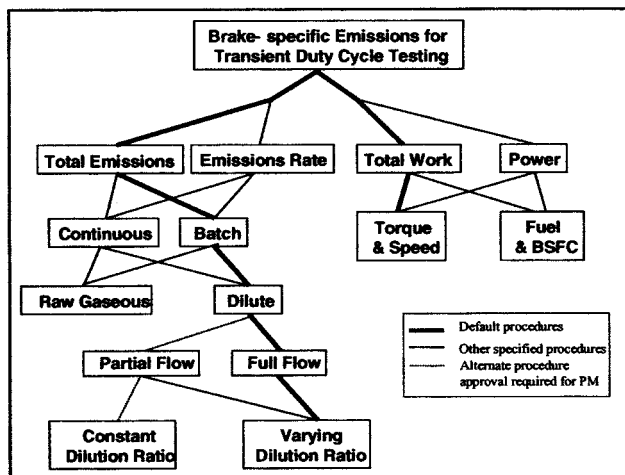 Brake- specific Emissions for
Transient Duty Cycle Testing
Total Emissions
Emissions Rate
Total Work
Power
Continuous
Batch
Torque
& Speed
Fuel
& BSFC
Raw Gaseous
Dilute
Partial Flow
Full Flow
Constant
Dilution Ratio
Varying
Dilution Ratio
Default procedures
Other specified procedures
Alternate procedure
approval required for PM